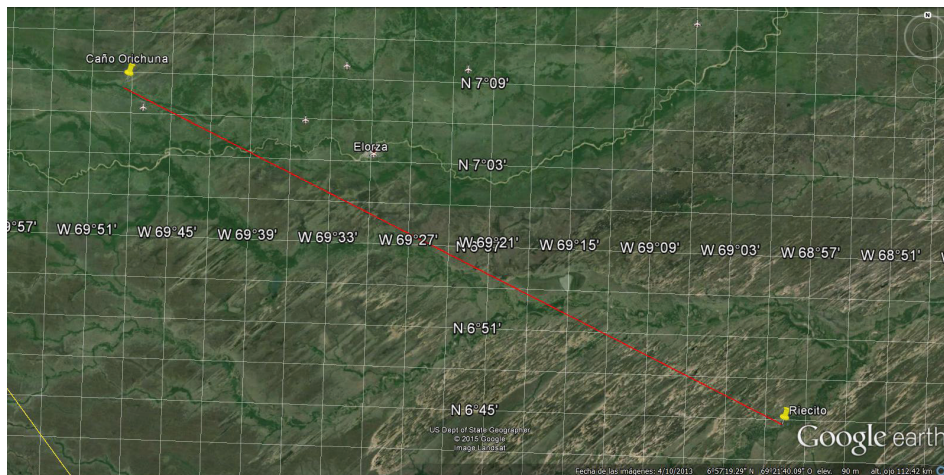 N
Caño Orichuna
N 7°09'
Elorza
N 7°03'
9°57' W 69°51' W 69°45' W 69°39' W 69°33' W 69°27' W 69°21' W 69°15' W 69°09' W 69°03' W 68°57' W 68°51'
N 6°51'
N 6°45'
Riecito
US Dept of State Geographer
© 2015 Google
Image Landsat
Google earth
Fecha de las imágenes: 4/10/2013 6°57'19.29" N 69°21'40.09" O elev. 90 m alt. ojo 112.42 km